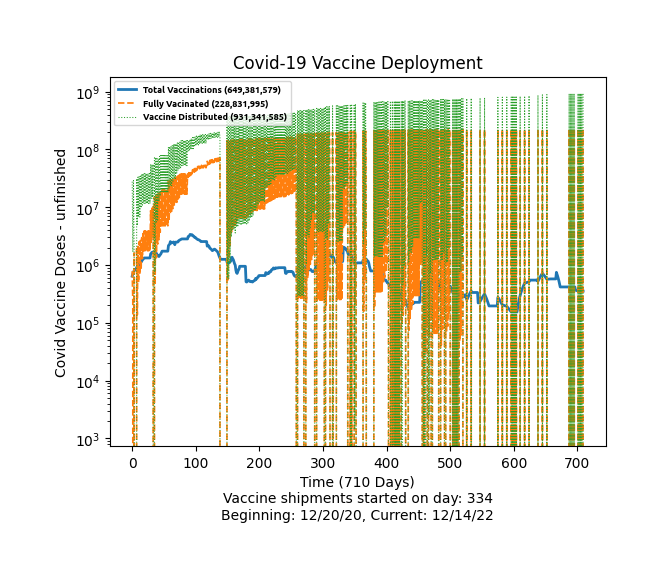 Covid-19 Vaccine Deployment
Total Vaccinations (649,381,579)
Fully Vacinated (228,831,995)
Vaccine Distributed (931,341,585)
Covid Vaccine Doses - unfinished
10⁹
10⁸
10⁷
10⁶
10⁵
10⁴
10³
0 100 200 300 400 500 600 700
Time (710 Days)
Vaccine shipments started on day: 334
Beginning: 12/20/20, Current: 12/14/22